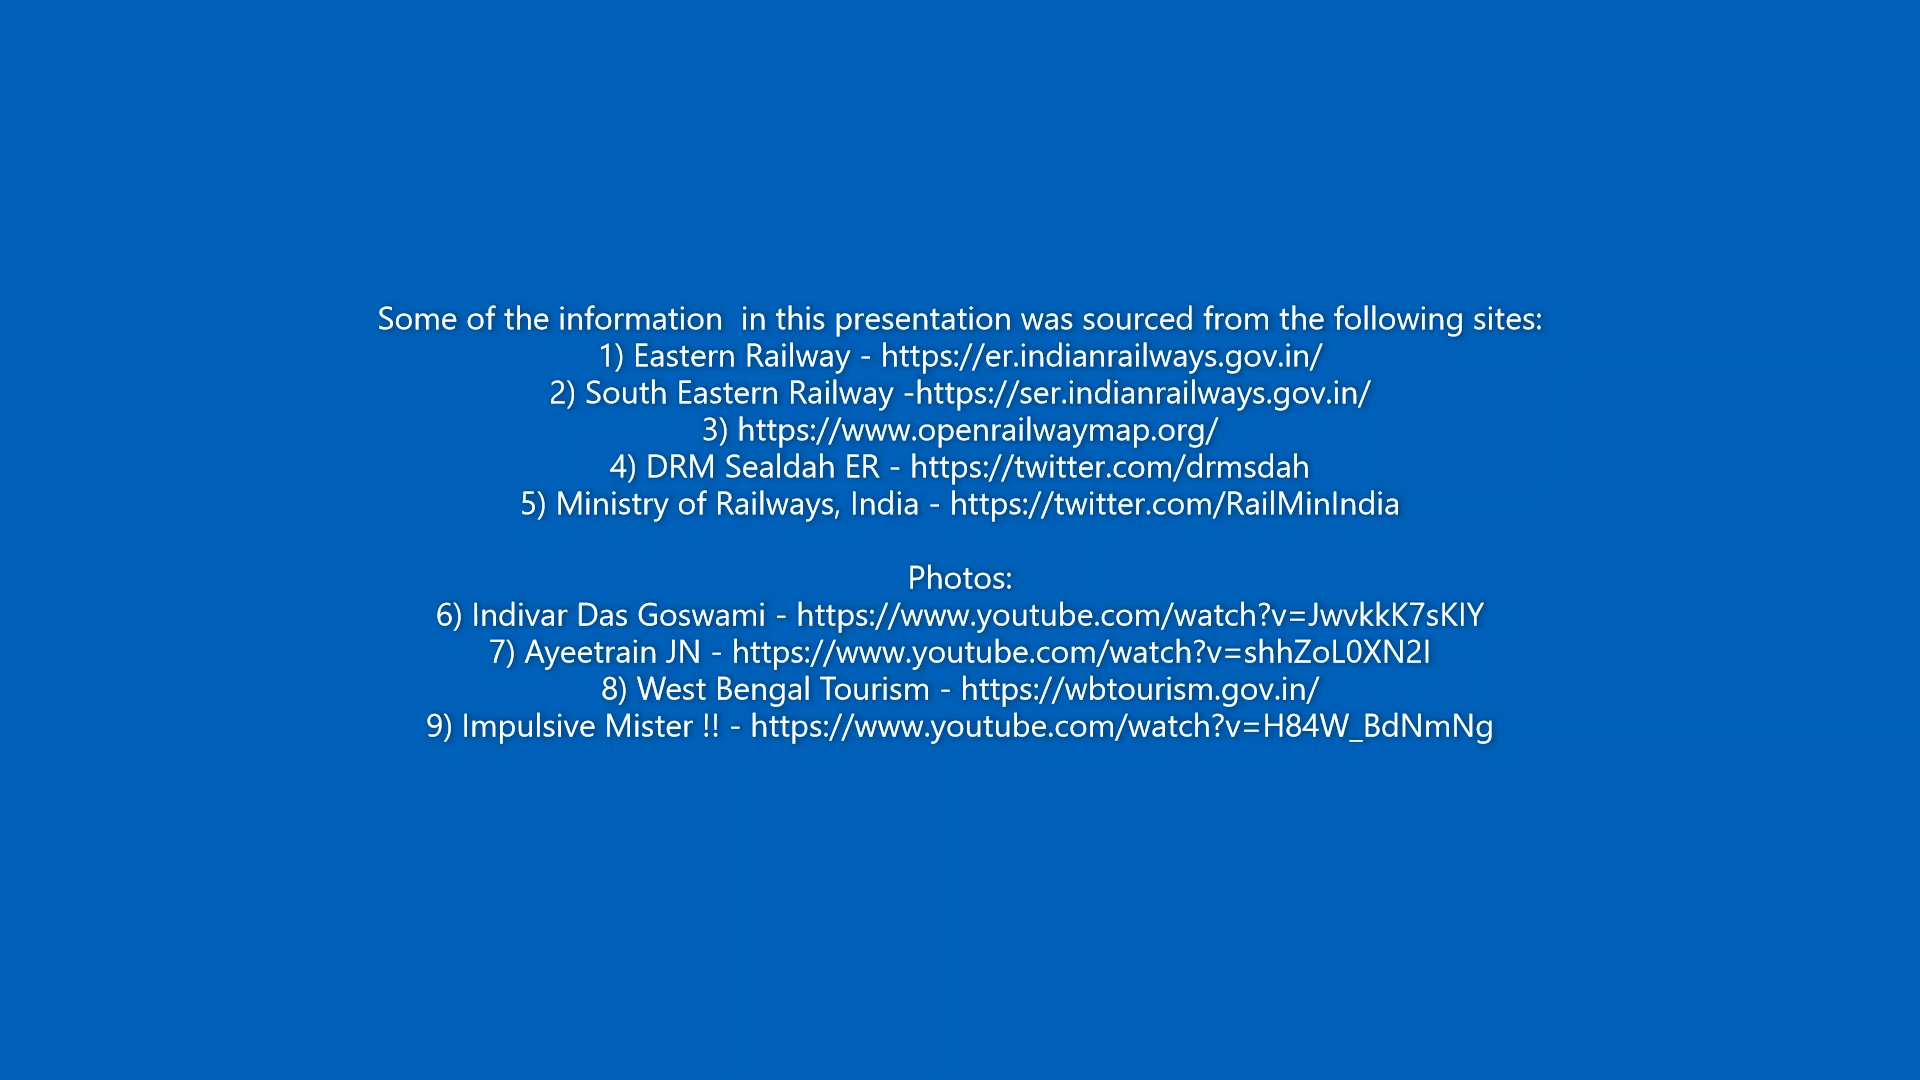 Some of the information  in this presentation was sourced from the following sites:
1) Eastern Railway - https://er.indianrailways.gov.in/
2) South Eastern Railway -https://ser.indianrailways.gov.in/
3) https://www.openrailwaymap.org/
4) DRM Sealdah ER - https://twitter.com/drmsdah
5) Ministry of Railways, India - https://twitter.com/RailMinIndia
Photos:
6) Indivar Das Goswami - https://www.youtube.com/watch?v=JwvkkK7sKIY
7) Ayeetrain JN - https://www.youtube.com/watch?v=shhZoL0XN2I
8) West Bengal Tourism - https://wbtourism.gov.in/
9) Impulsive Mister !! - https://www.youtube.com/watch?v=H84W_BdNmNg